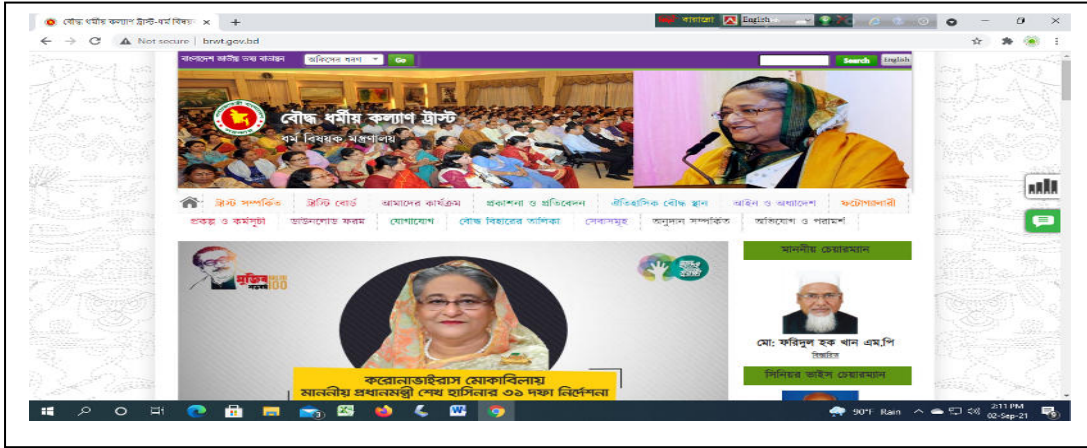 বৌদ্ধ ধর্মীয় কল্যাণ ট্রাস্ট-ধর্ম বিষয়
English
Not secure | brwt.gov.bd
বাংলাদেশ জাতীয় তথ্য বাতায়ন
অফিসের ধরণ
Go
Search
English
বৌদ্ধ ধর্মীয় কল্যাণ ট্রাস্ট
ধর্ম বিষয়ক মন্ত্রণালয়
ট্রাস্ট সম্পর্কিত ট্রাস্টি বোর্ড আমাদের কার্যক্রম প্রকাশনা ও প্রতিবেদন ঐতিহাসিক বৌদ্ধ স্থান আইন ও অধ্যাদেশ ফটোগ্যালারী
প্রকল্প ও কর্মসূচী ডাউনলোড ফরম যোগাযোগ বৌদ্ধ বিহারের তালিকা সেবাসমূহ অনুদান সম্পর্কিত অভিযোগ ও পরামর্শ
মাননীয় চেয়ারম্যান
মুজিব
100
মো: ফরিদুল হক খান এম.পি
বিস্তারিত
সিনিয়র ভাইস চেয়ারম্যান
করোনাভাইরাস মোকাবিলায়
মাননীয় প্রধানমন্ত্রী শেখ হাসিনার ৩১ দফা নির্দেশনা
90°F Rain
2:11 PM
02-Sep-21